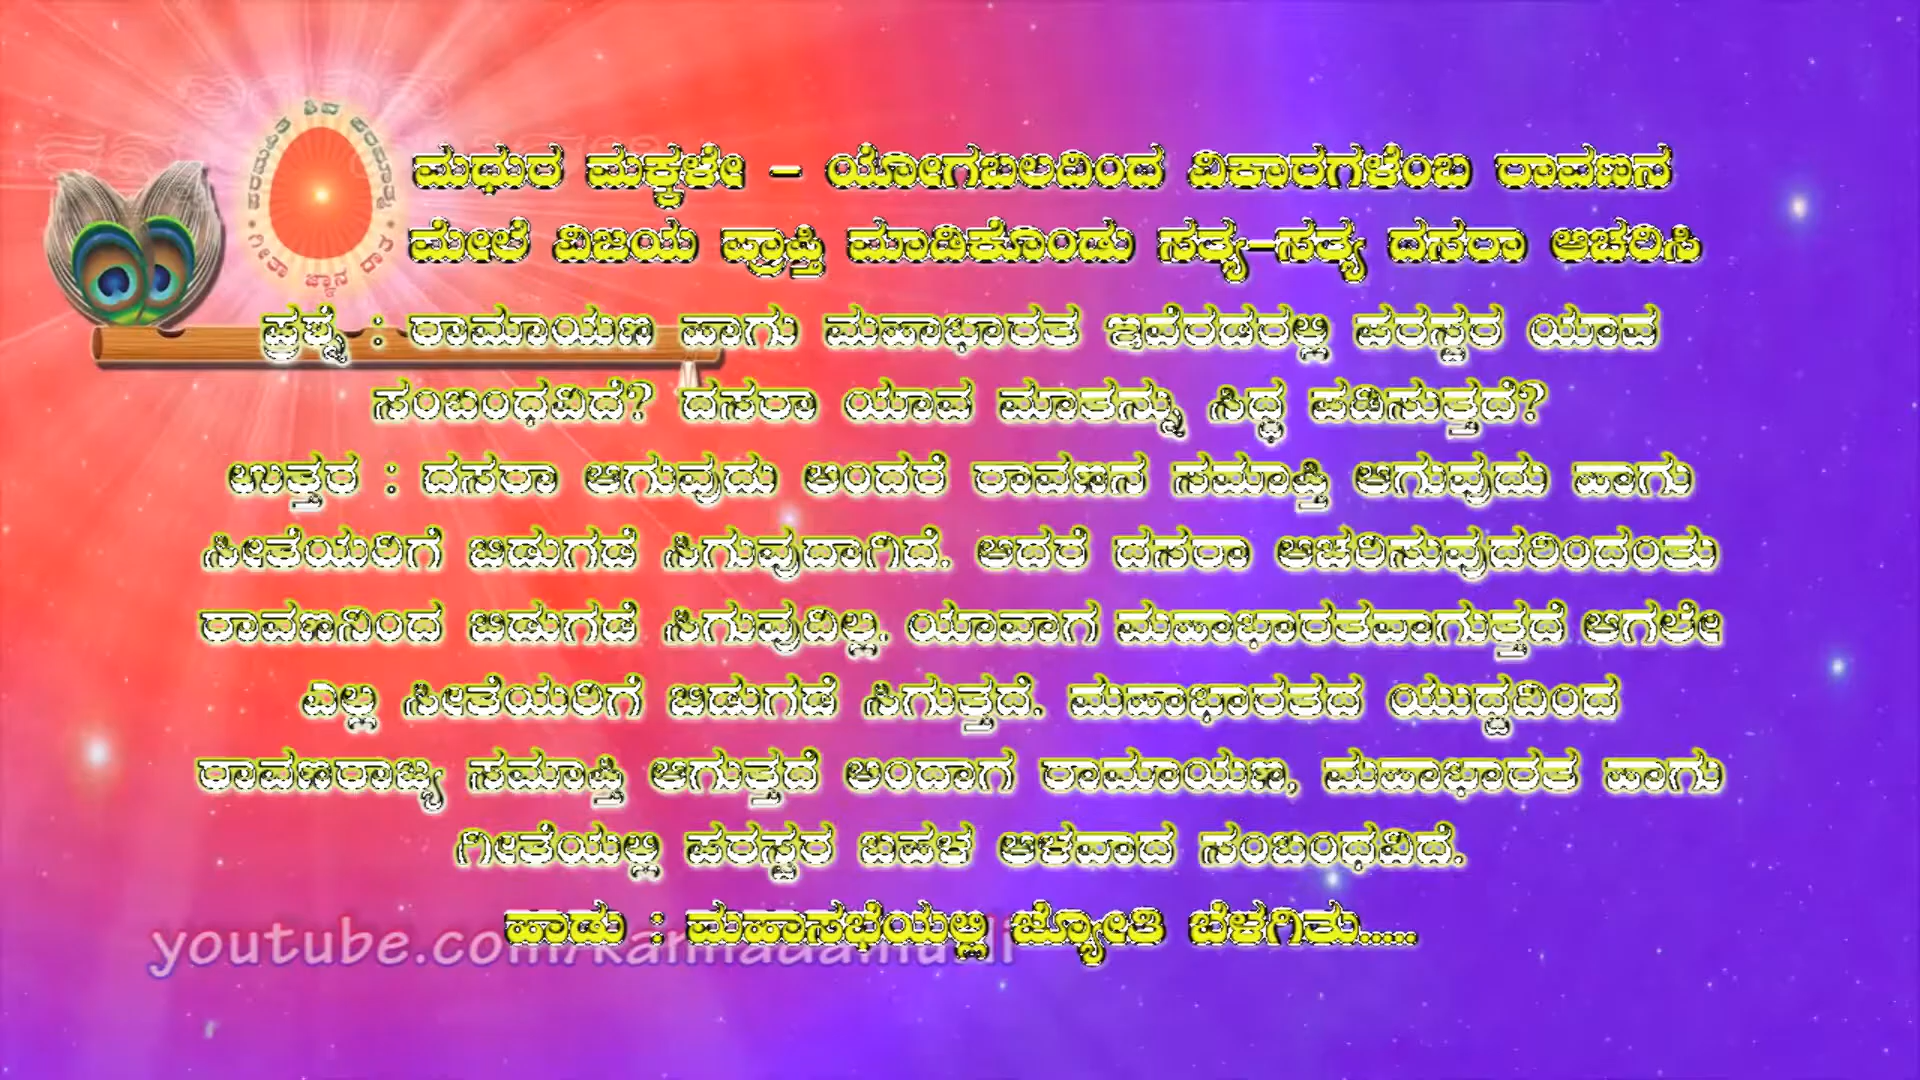 ಮಧುರ ಮಕ್ಕಳೇ – ಯೋಗಬಲದಿಂದ ವಿಕಾರಗಳೆಂಬ ರಾವಣನ
ಮೇಲೆ ವಿಜಯ ಪ್ರಾಪ್ತಿ ಮಾಡಿಕೊಂಡು ಸತ್ಯ–ಸತ್ಯ ದಸರಾ ಆಚರಿಸಿ
ಪ್ರಶ್ನೆ : ರಾಮಾಯಣ ಹಾಗು ಮಹಾಭಾರತ ಇವೆರಡರಲ್ಲಿ ಪರಸ್ಪರ ಯಾವ
ಸಂಬಂಧವಿದೆ? ದಸರಾ ಯಾವ ಮಾತನ್ನು ಸಿದ್ಧ ಪಡಿಸುತ್ತದೆ?
ಉತ್ತರ : ದಸರಾ ಆಗುವುದು ಅಂದರೆ ರಾವಣನ ಸಮಾಪ್ತಿ ಆಗುವುದು ಹಾಗು
ಸೀತೆಯರಿಗೆ ಬಿಡುಗಡೆ ಸಿಗುವುದಾಗಿದೆ. ಆದರೆ ದಸರಾ ಆಚರಿಸುವುದರಿಂದಂತು
ರಾವಣನಿಂದ ಬಿಡುಗಡೆ ಸಿಗುವುದಿಲ್ಲ. ಯಾವಾಗ ಮಹಾಭಾರತವಾಗುತ್ತದೆ ಆಗಲೇ
ಎಲ್ಲ ಸೀತೆಯರಿಗೆ ಬಿಡುಗಡೆ ಸಿಗುತ್ತದೆ. ಮಹಾಭಾರತದ ಯುದ್ಧದಿಂದ
ರಾವಣರಾಜ್ಯ ಸಮಾಪ್ತಿ ಆಗುತ್ತದೆ ಅಂದಾಗ ರಾಮಾಯಣ, ಮಹಾಭಾರತ ಹಾಗು
ಗೀತೆಯಲ್ಲಿ ಪರಸ್ಪರ ಬಹಳ ಆಳವಾದ ಸಂಬಂಧವಿದೆ.
ಹಾಡು : ಮಹಾಸಭೆಯಲ್ಲಿ ಜ್ಯೋತಿ ಬೆಳಗಿತು.....
ಪರಮಪಿತ ಶಿವ ಪರಮಾತ್ಮ
ಗೀತಾ ಜ್ಞಾನ ದಾತ